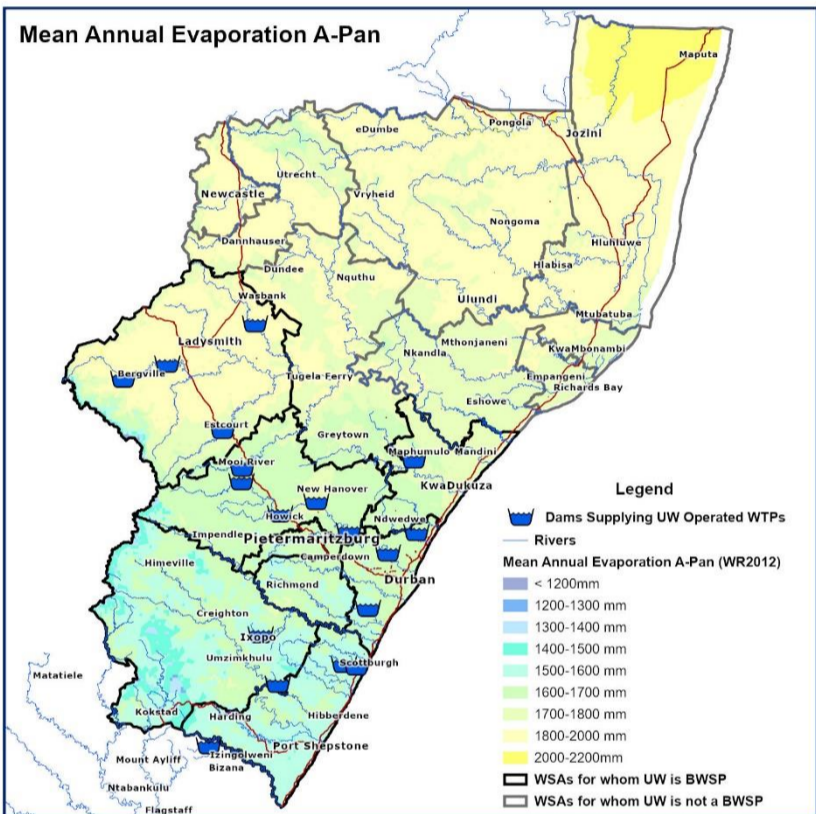 Mean Annual Evaporation A-Pan
Maputa
Pongola
eDumbe
Jozini
Utrecht
Newcastle
Vryheid
Nongoma
Dannhauser
Hluhluwe
Hlabisa
Dundee
Nquthu
Wasbank
Ulundi
Mtubatuba
Ladysmith
Mthonjaneni
KwaMbonambi
Nkandla
Bergville
Tugela Ferry
Empangeni
Richards Bay
Eshowe
Estcourt
Greytown
Maphumulo
Mandini
Mooi River
KwaDukuza
New Hanover
Howick
Ndwedwe
Impendle
Pietermaritzburg
Camperdown
Himeville
Durban
Richmond
Creighton
Ixopo
Umzimkhulu
Scottburgh
Matatiele
Kokstad
Harding
Hibberdene
Port Shepstone
Mount Ayliff
Izingolweni
Bizana
Ntabankulu
Flagstaff
Legend
Dams Supplying UW Operated WTPs
Rivers
Mean Annual Evaporation A-Pan (WR2012)
< 1200mm
1200-1300 mm
1300-1400 mm
1400-1500 mm
1500-1600 mm
1600-1700 mm
1700-1800 mm
1800-2000 mm
2000-2200mm
WSAs for whom UW is BWSP
WSAs for whom UW is not a BWSP